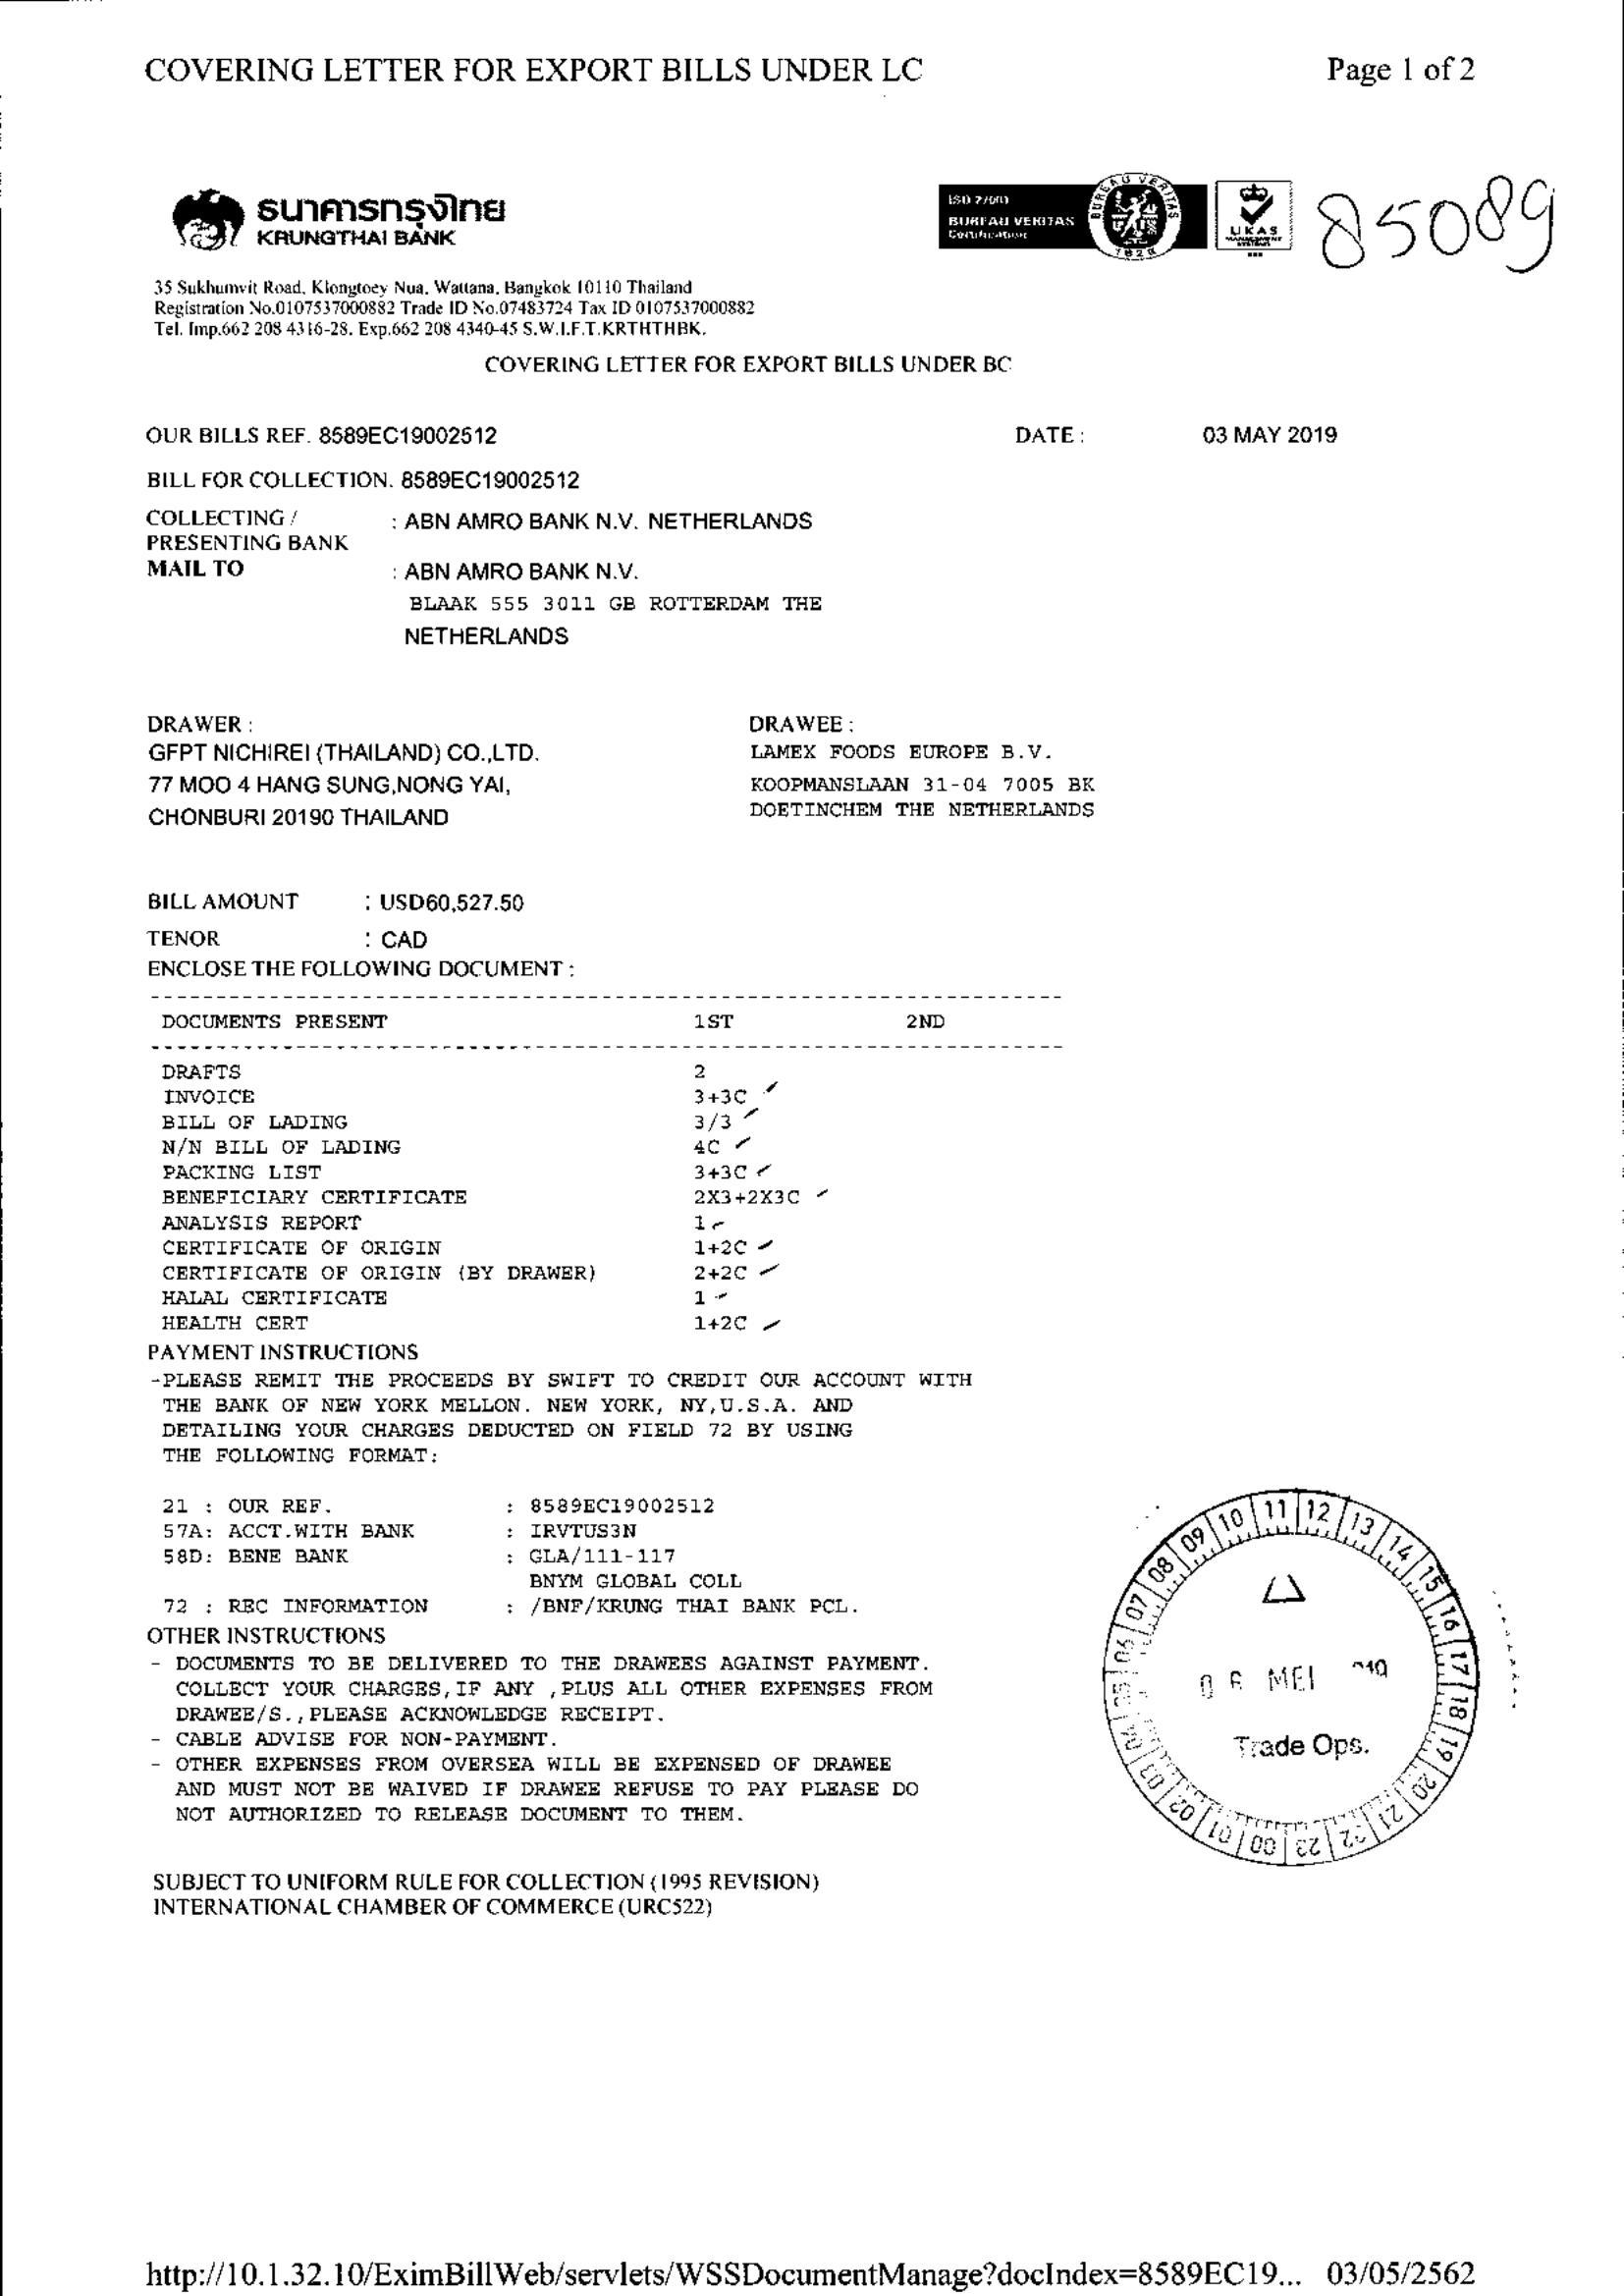 COVERING LETTER FOR EXPORT BILLS UNDER LC Page 1 of 2
ธนาคารกรุงไทย
KRUNGTHAI BANK
BUREAU VERITAS
Certification
BUREAU VERITAS
1828
UKAS
MANAGEMENT
SYSTEMS
85089
35 Sukhumvit Road, Klongtoey Nua, Wattana, Bangkok 10110 Thailand
Registration No.0107537000882 Trade ID No.07483724 Tax ID 0107537000882
Tel. Imp.662 208 4316-28. Exp.662 208 4340-45 S.W.I.F.T.KRTHTHBK.
COVERING LETTER FOR EXPORT BILLS UNDER BC
OUR BILLS REF. 8589EC19002512 DATE : 03 MAY 2019
BILL FOR COLLECTION. 8589EC19002512
COLLECTING / : ABN AMRO BANK N.V. NETHERLANDS
PRESENTING BANK
MAIL TO : ABN AMRO BANK N.V.
BLAAK 555 3011 GB ROTTERDAM THE
NETHERLANDS
DRAWER : DRAWEE :
GFPT NICHIREI (THAILAND) CO.,LTD. LAMEX FOODS EUROPE B.V.
77 MOO 4 HANG SUNG,NONG YAI, KOOPMANSLAAN 31-04 7005 BK
CHONBURI 20190 THAILAND DOETINCHEM THE NETHERLANDS
BILL AMOUNT : USD60,527.50
TENOR : CAD
ENCLOSE THE FOLLOWING DOCUMENT :
DOCUMENTS PRESENT 1ST 2ND
DRAFTS 2
INVOICE 3+3C
BILL OF LADING 3/3
N/N BILL OF LADING 4C
PACKING LIST 3+3C
BENEFICIARY CERTIFICATE 2X3+2X3C
ANALYSIS REPORT 1
CERTIFICATE OF ORIGIN 1+2C
CERTIFICATE OF ORIGIN (BY DRAWER) 2+2C
HALAL CERTIFICATE 1
HEALTH CERT 1+2C
PAYMENT INSTRUCTIONS
-PLEASE REMIT THE PROCEEDS BY SWIFT TO CREDIT OUR ACCOUNT WITH
THE BANK OF NEW YORK MELLON. NEW YORK, NY,U.S.A. AND
DETAILING YOUR CHARGES DEDUCTED ON FIELD 72 BY USING
THE FOLLOWING FORMAT:
21 : OUR REF. : 8589EC19002512
57A: ACCT.WITH BANK : IRVTUS3N
58D: BENE BANK : GLA/111-117
BNYM GLOBAL COLL
72 : REC INFORMATION : /BNF/KRUNG THAI BANK PCL.
OTHER INSTRUCTIONS
- DOCUMENTS TO BE DELIVERED TO THE DRAWEES AGAINST PAYMENT.
COLLECT YOUR CHARGES,IF ANY ,PLUS ALL OTHER EXPENSES FROM
DRAWEE/S.,PLEASE ACKNOWLEDGE RECEIPT.
- CABLE ADVISE FOR NON-PAYMENT.
- OTHER EXPENSES FROM OVERSEA WILL BE EXPENSED OF DRAWEE
AND MUST NOT BE WAIVED IF DRAWEE REFUSE TO PAY PLEASE DO
NOT AUTHORIZED TO RELEASE DOCUMENT TO THEM.
00 01 02 03 04 05 06 07 08 09 10 11 12 13 14 15 16 17 18 19 20 21 22 23
06 MEI
Trade Ops.
SUBJECT TO UNIFORM RULE FOR COLLECTION (1995 REVISION)
INTERNATIONAL CHAMBER OF COMMERCE (URC522)
http://10.1.32.10/EximBillWeb/servlets/WSSDocumentManage?docIndex=8589EC19... 03/05/2562